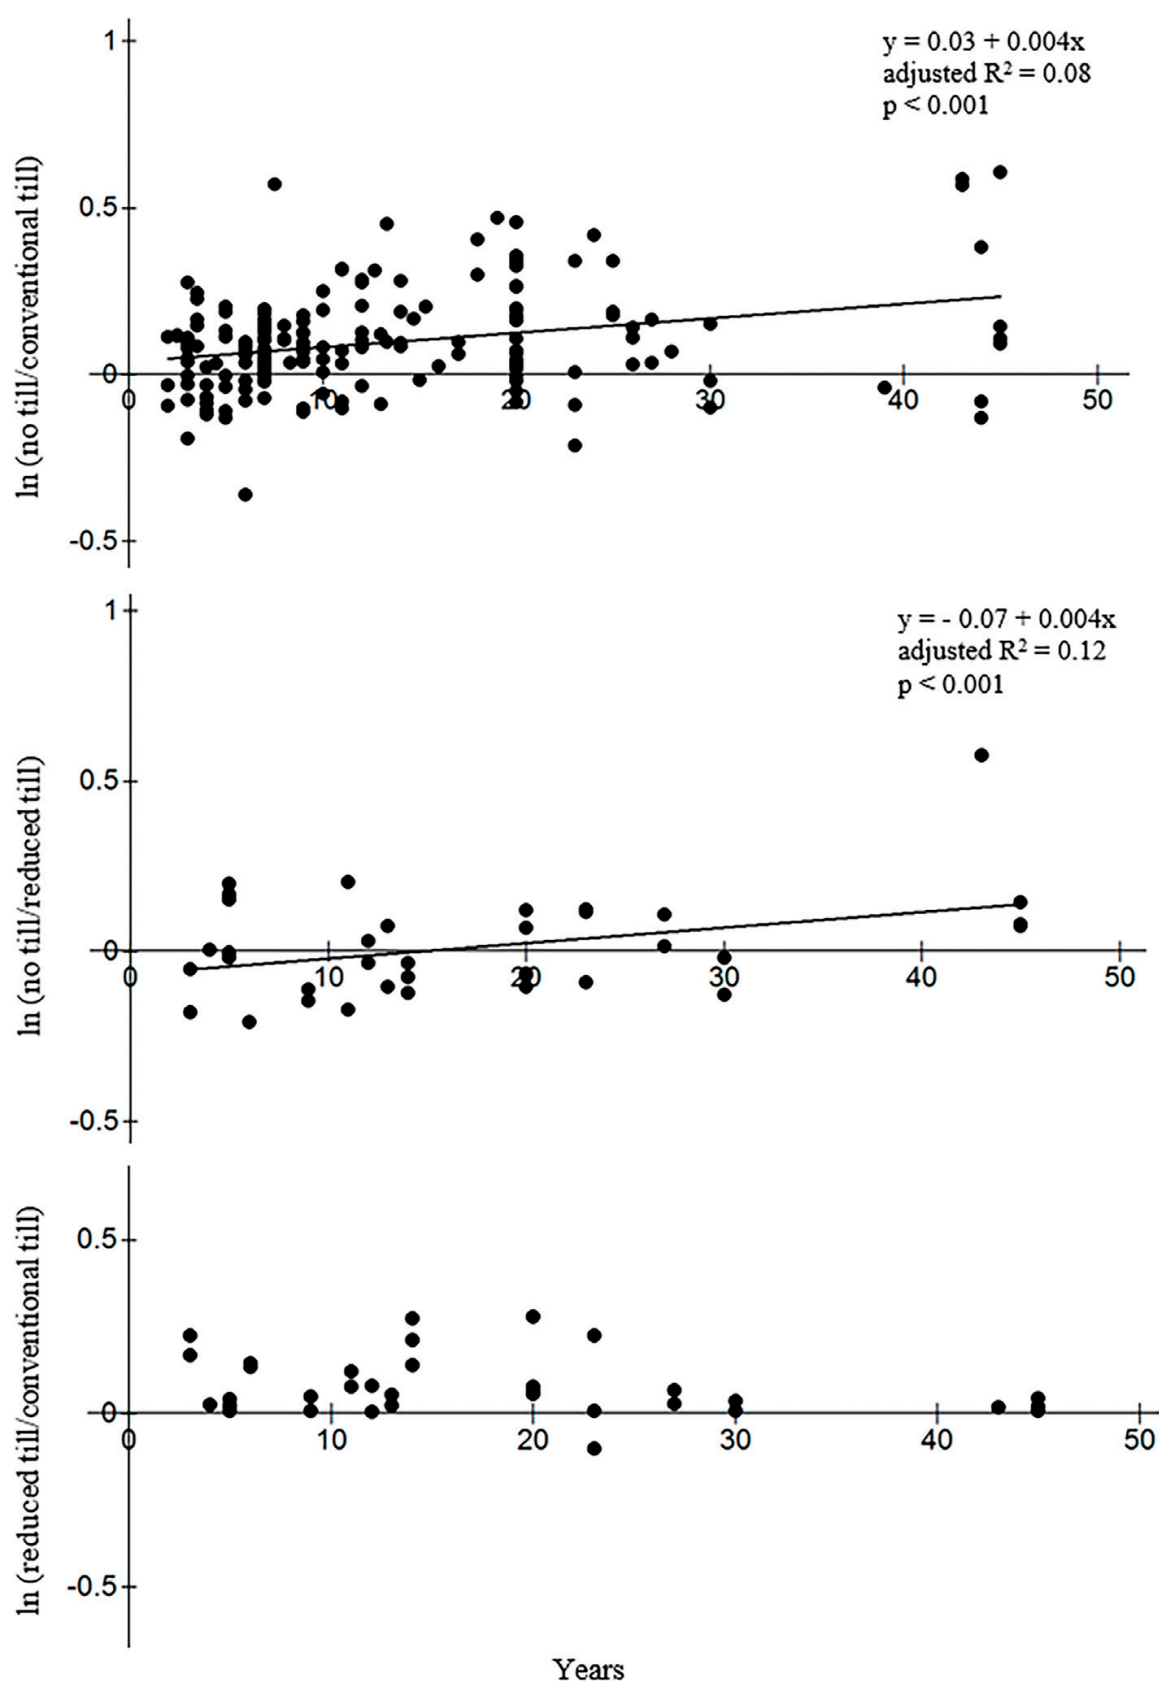 y = 0.03 + 0.004x
adjusted R² = 0.08
p < 0.001
ln (no till/conventional till)
1
0.5
0
-0.5
0 10 20 30 40 50
y = - 0.07 + 0.004x
adjusted R² = 0.12
p < 0.001
ln (no till/reduced till)
1
0.5
0
-0.5
0 10 20 30 40 50
ln (reduced till/conventional till)
0.5
0
-0.5
0 10 20 30 40 50
Years